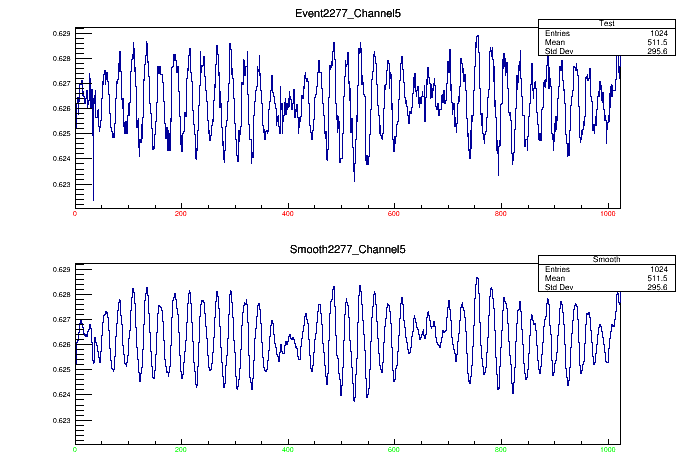 Event2277_Channel5
Test
Entries 1024
Mean 511.5
Std Dev 295.6
0.629
0.628
0.627
0.626
0.625
0.624
0.623
0 200 400 600 800 1000
Smooth2277_Channel5
Smooth
Entries 1024
Mean 511.5
Std Dev 295.6
0.629
0.628
0.627
0.626
0.625
0.624
0.623
0 200 400 600 800 1000